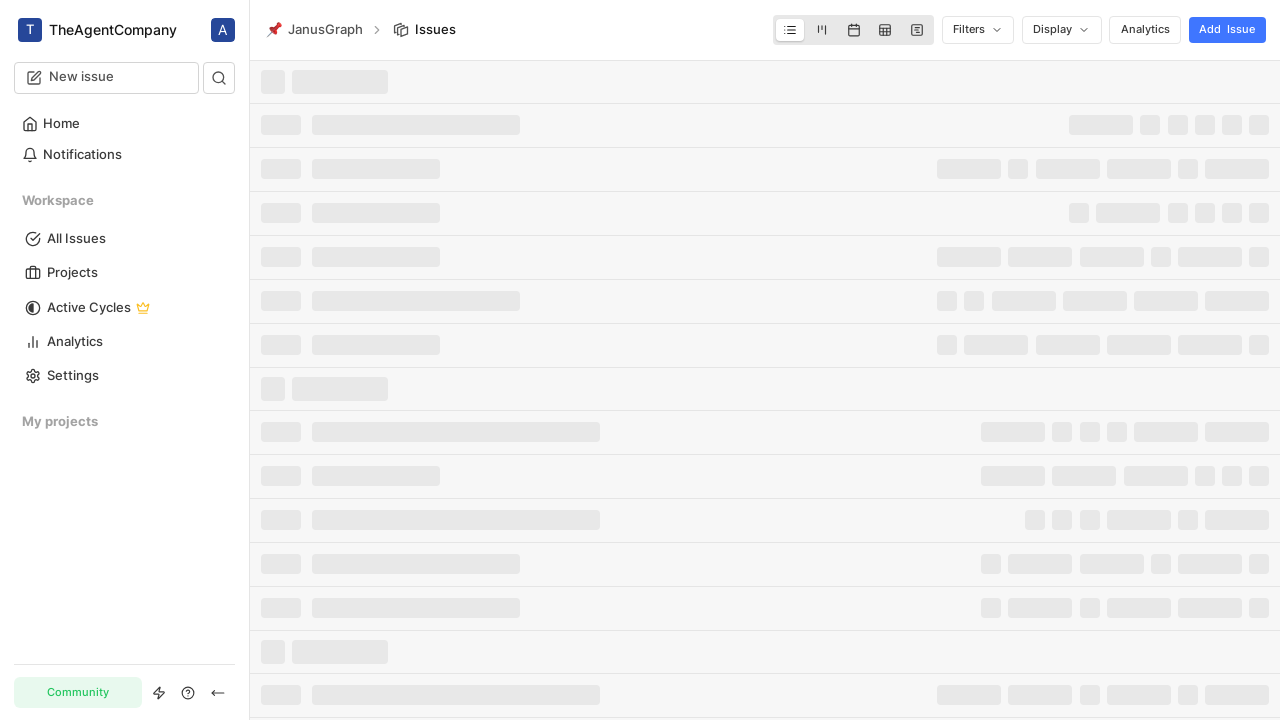 T TheAgentCompany A
New issue
Home
Notifications
Workspace
All Issues
Projects
Active Cycles
Analytics
Settings
My projects
Community
JanusGraph Issues Filters Display Analytics Add Issue